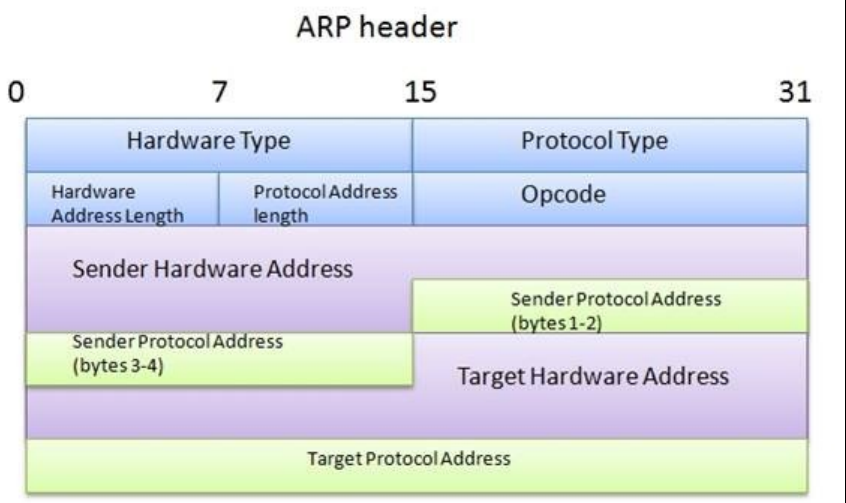 ARP header
0 7 15 31
Hardware Type Protocol Type
Hardware Protocol Address Opcode
Address Length length
Sender Hardware Address
Sender Protocol Address
(bytes 1-2)
Sender Protocol Address
(bytes 3-4)
Target Hardware Address
Target Protocol Address